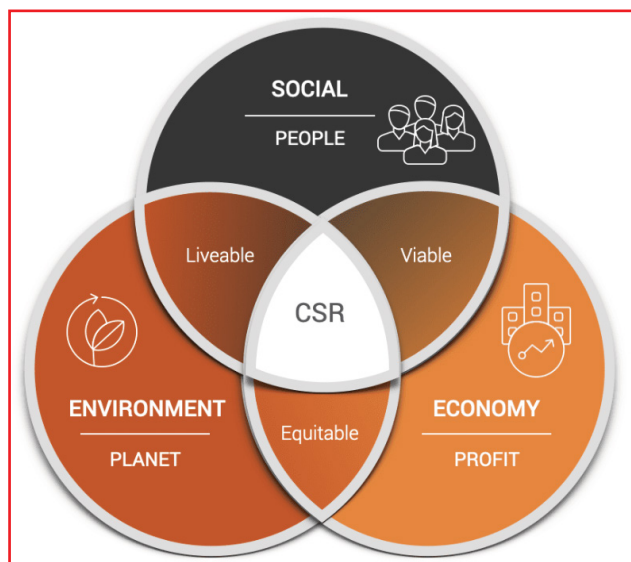 SOCIAL
PEOPLE
Liveable
Viable
CSR
ENVIRONMENT
PLANET
Equitable
ECONOMY
PROFIT